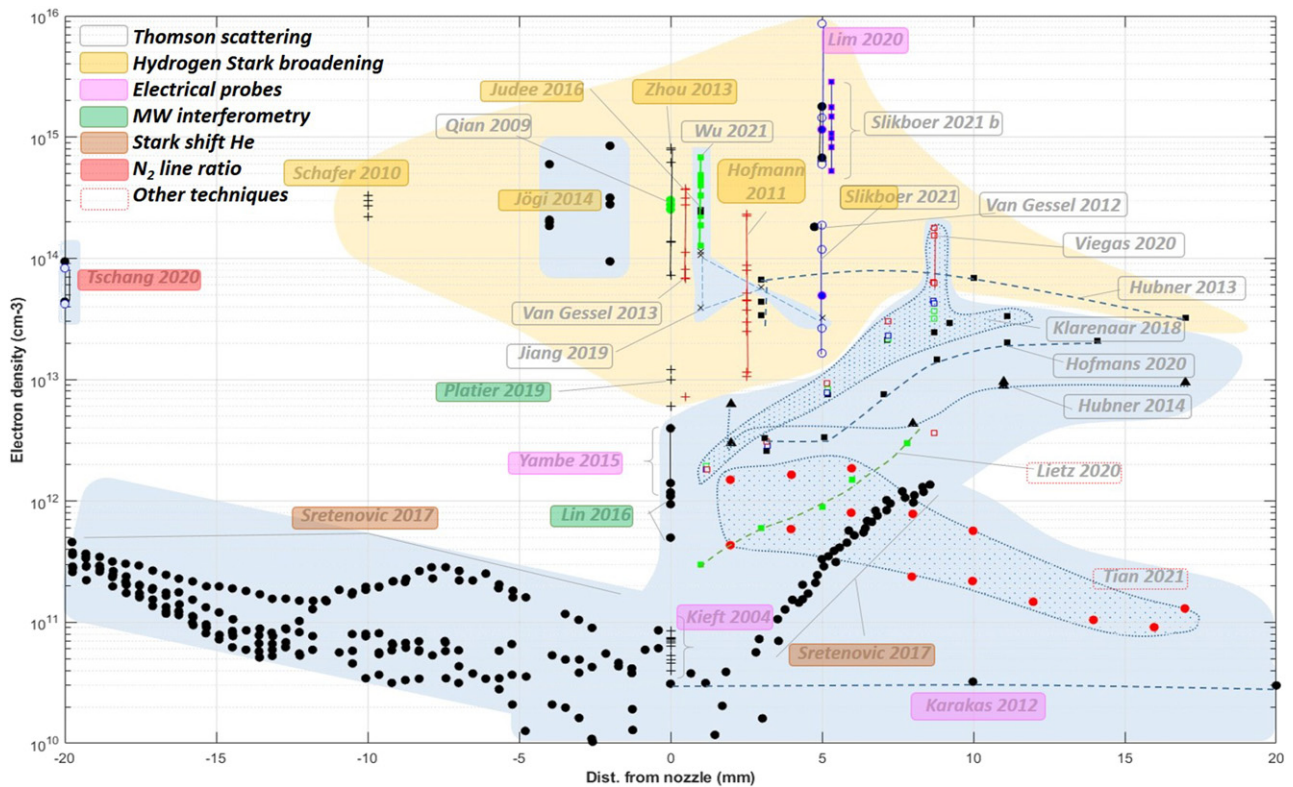 10^16
Thomson scattering
Hydrogen Stark broadening
Electrical probes
MW interferometry
Stark shift He
N2 line ratio
Other techniques
Lim 2020
Judee 2016
Zhou 2013
Qian 2009
Wu 2021
Slikboer 2021 b
10^15
Schafer 2010
Jögi 2014
Hofmann
2011
Slikboer 2021
Van Gessel 2012
Viegas 2020
10^14
Tschang 2020
Hubner 2013
Van Gessel 2013
Klarenaar 2018
Jiang 2019
Hofmans 2020
10^13
Platier 2019
Hubner 2014
Yambe 2015
Lietz 2020
10^12
Sretenovic 2017
Lin 2016
Tian 2021
10^11
Kieft 2004
Sretenovic 2017
Karakas 2012
10^10
Electron density (cm-3)
-20 -15 -10 -5 0 5 10 15 20
Dist. from nozzle (mm)